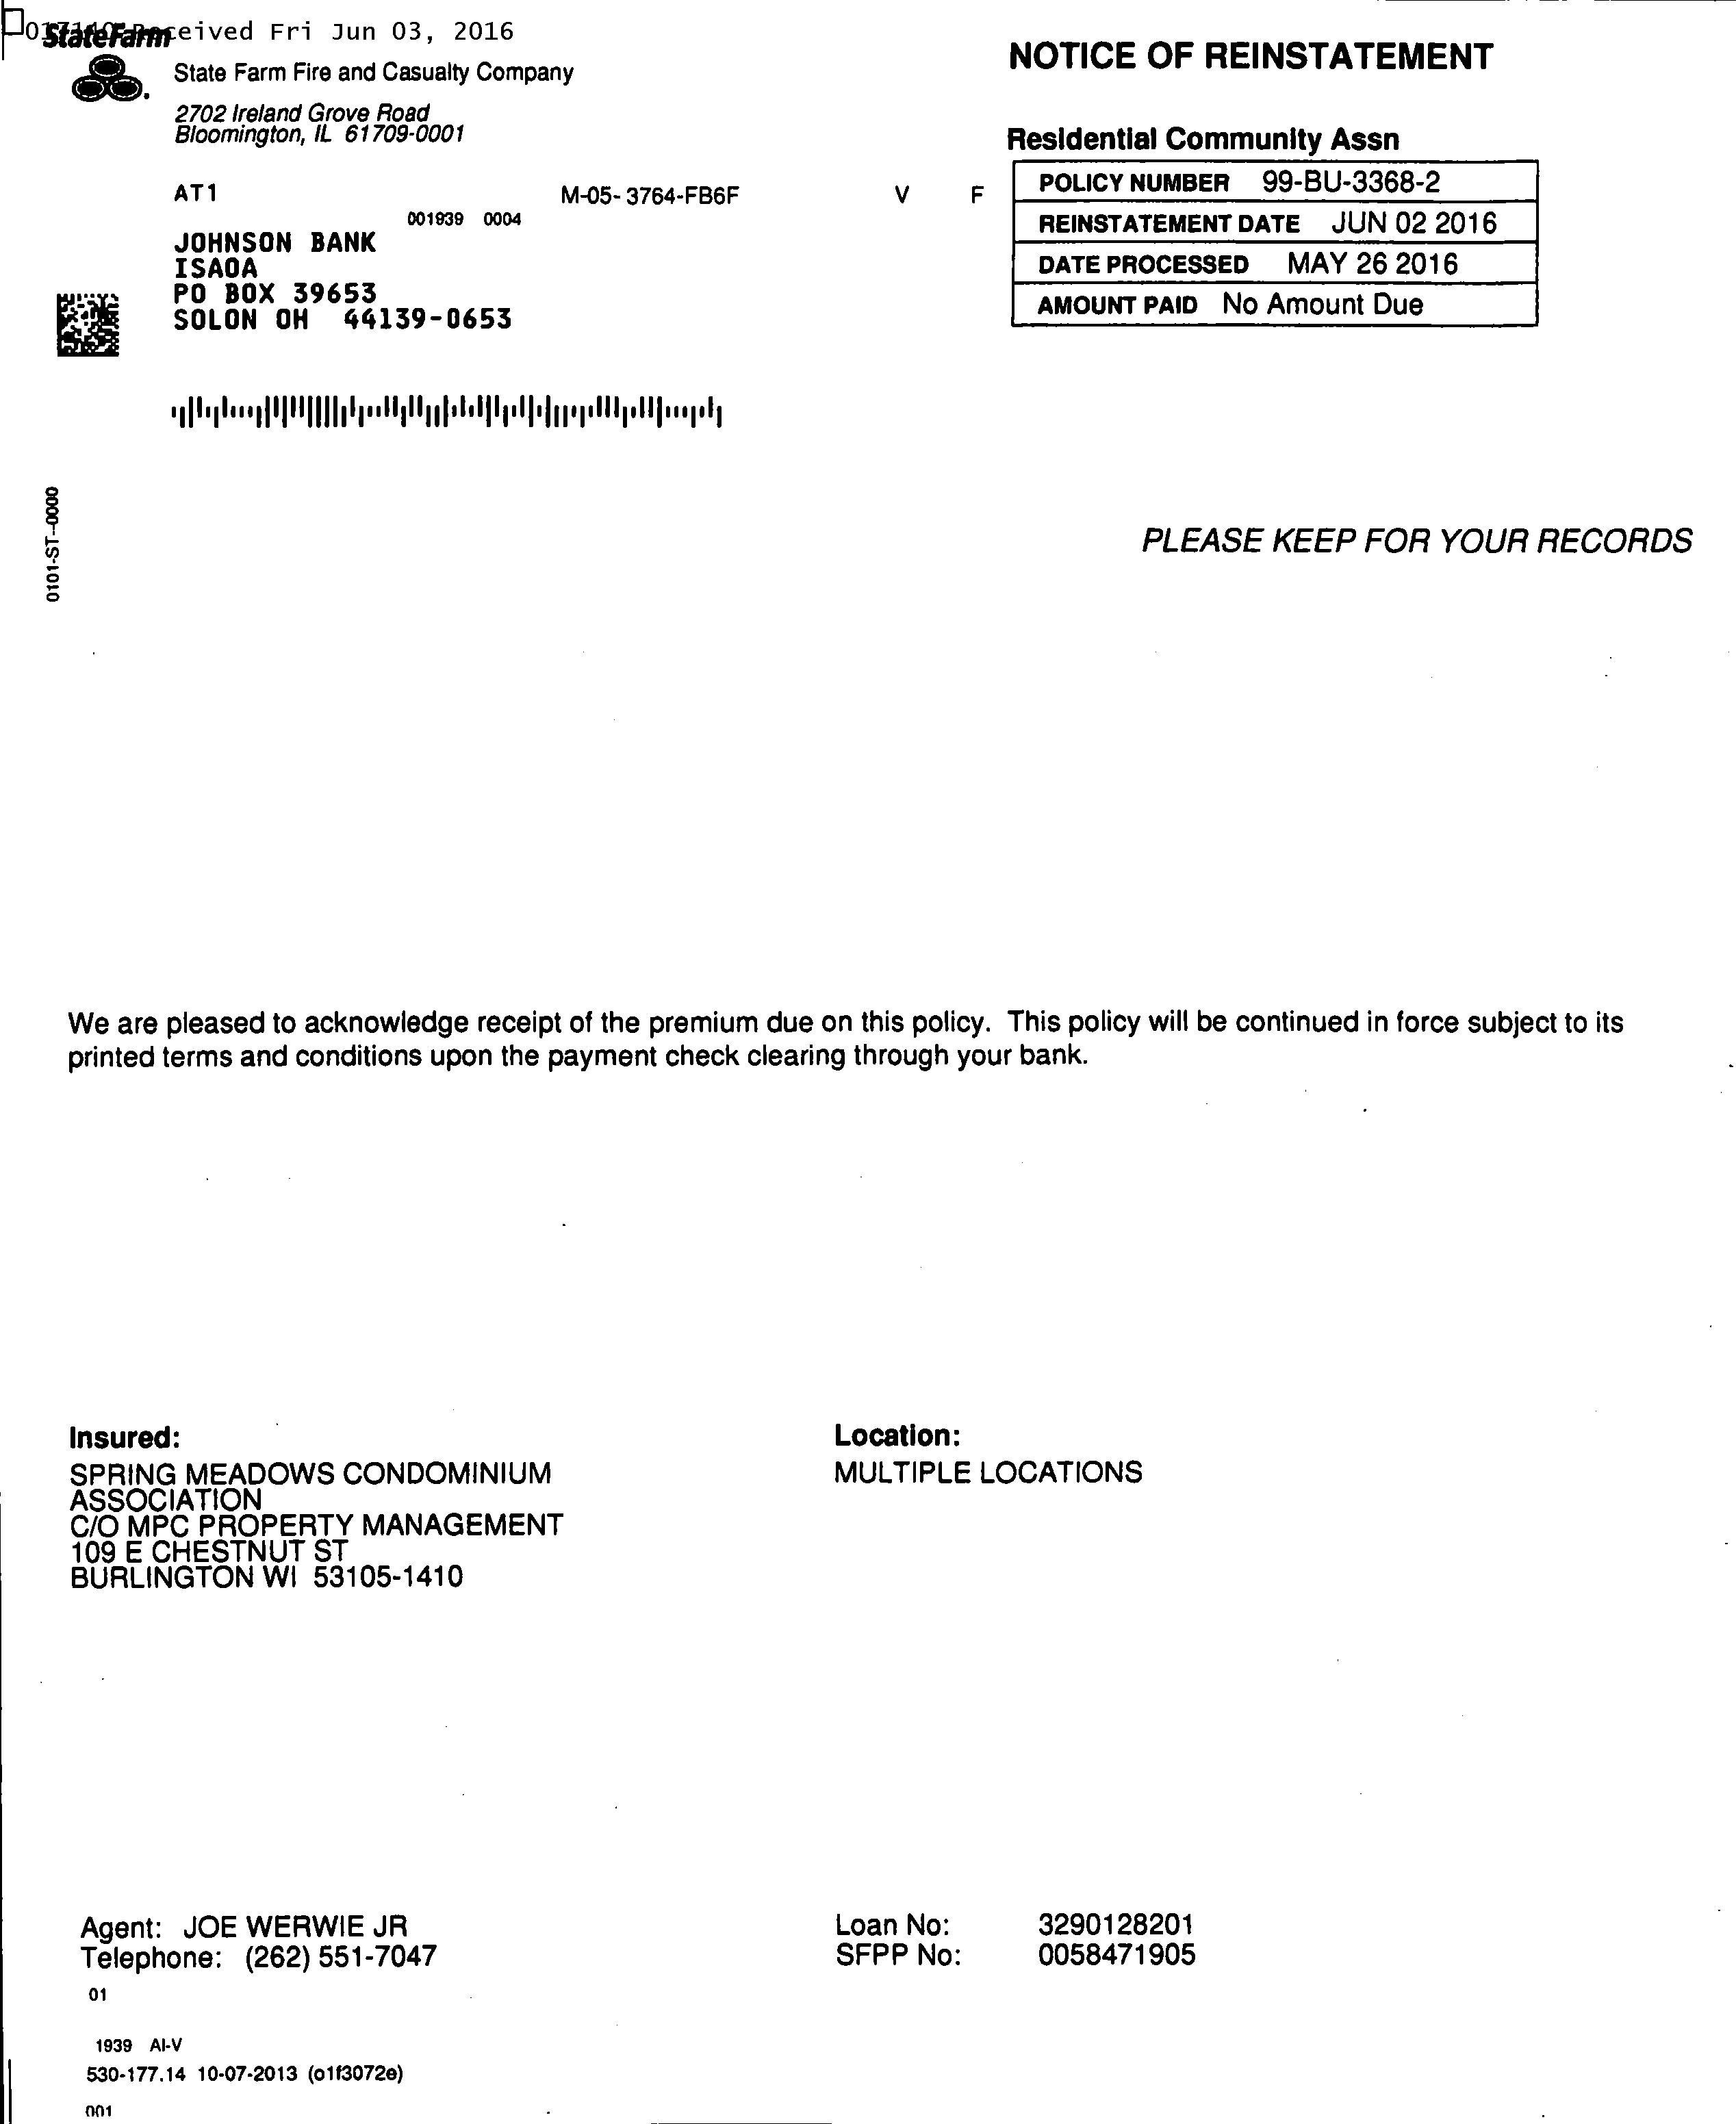 Received Fri Jun 03, 2016
StateFarm
State Farm Fire and Casualty Company
2702 Ireland Grove Road
Bloomington, IL 61709-0001
NOTICE OF REINSTATEMENT
Residential Community Assn
POLICY NUMBER 99-BU-3368-2
REINSTATEMENT DATE JUN 02 2016
DATE PROCESSED MAY 26 2016
AMOUNT PAID No Amount Due
AT1 M-05- 3764-FB6F V F
001939 0004
JOHNSON BANK
ISAOA
PO BOX 39653
SOLON OH 44139-0653
0101-ST--0000
PLEASE KEEP FOR YOUR RECORDS
We are pleased to acknowledge receipt of the premium due on this policy. This policy will be continued in force subject to its
printed terms and conditions upon the payment check clearing through your bank.
Insured:
SPRING MEADOWS CONDOMINIUM
ASSOCIATION
C/O MPC PROPERTY MANAGEMENT
109 E CHESTNUT ST
BURLINGTON WI 53105-1410
Location:
MULTIPLE LOCATIONS
Agent: JOE WERWIE JR
Telephone: (262) 551-7047
Loan No: 3290128201
SFPP No: 0058471905
01
1939 AI-V
530-177.14 10-07-2013 (o1f3072e)
001